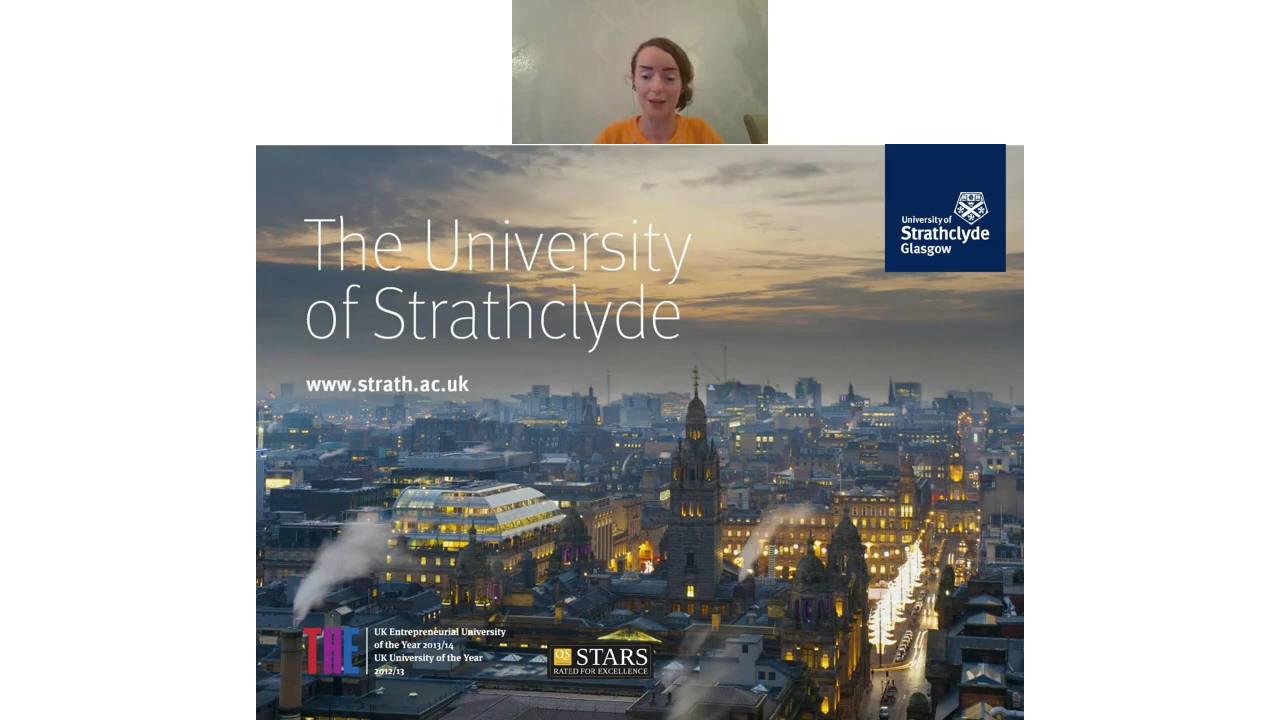 University of
Strathclyde
Glasgow
The University
of Strathclyde
www.strath.ac.uk
THE
UK Entrepreneurial University
of the Year 2013/14
UK University of the Year
2012/13
QS STARS
RATED FOR EXCELLENCE